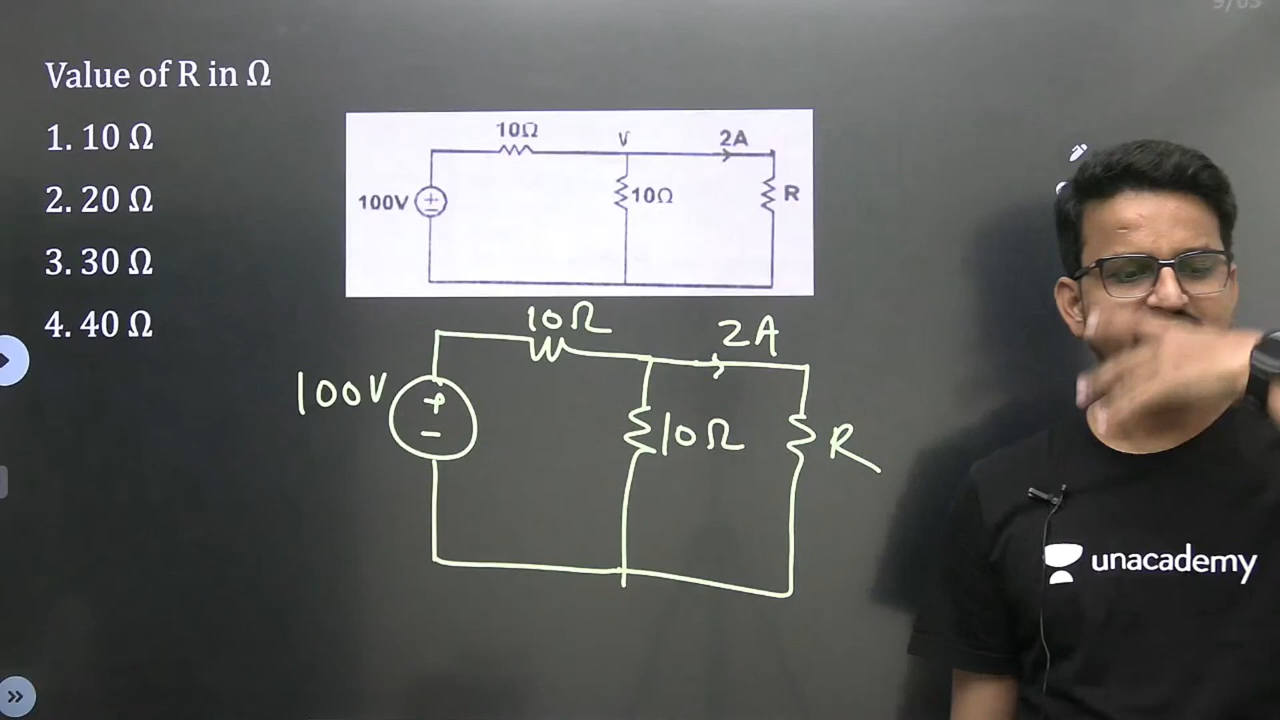 Value of R in Ω
1. 10 Ω
2. 20 Ω
3. 30 Ω
4. 40 Ω
10Ω
V
2A
100V
10Ω
R
10Ω
2A
100V
+
-
10Ω
R
unacademy